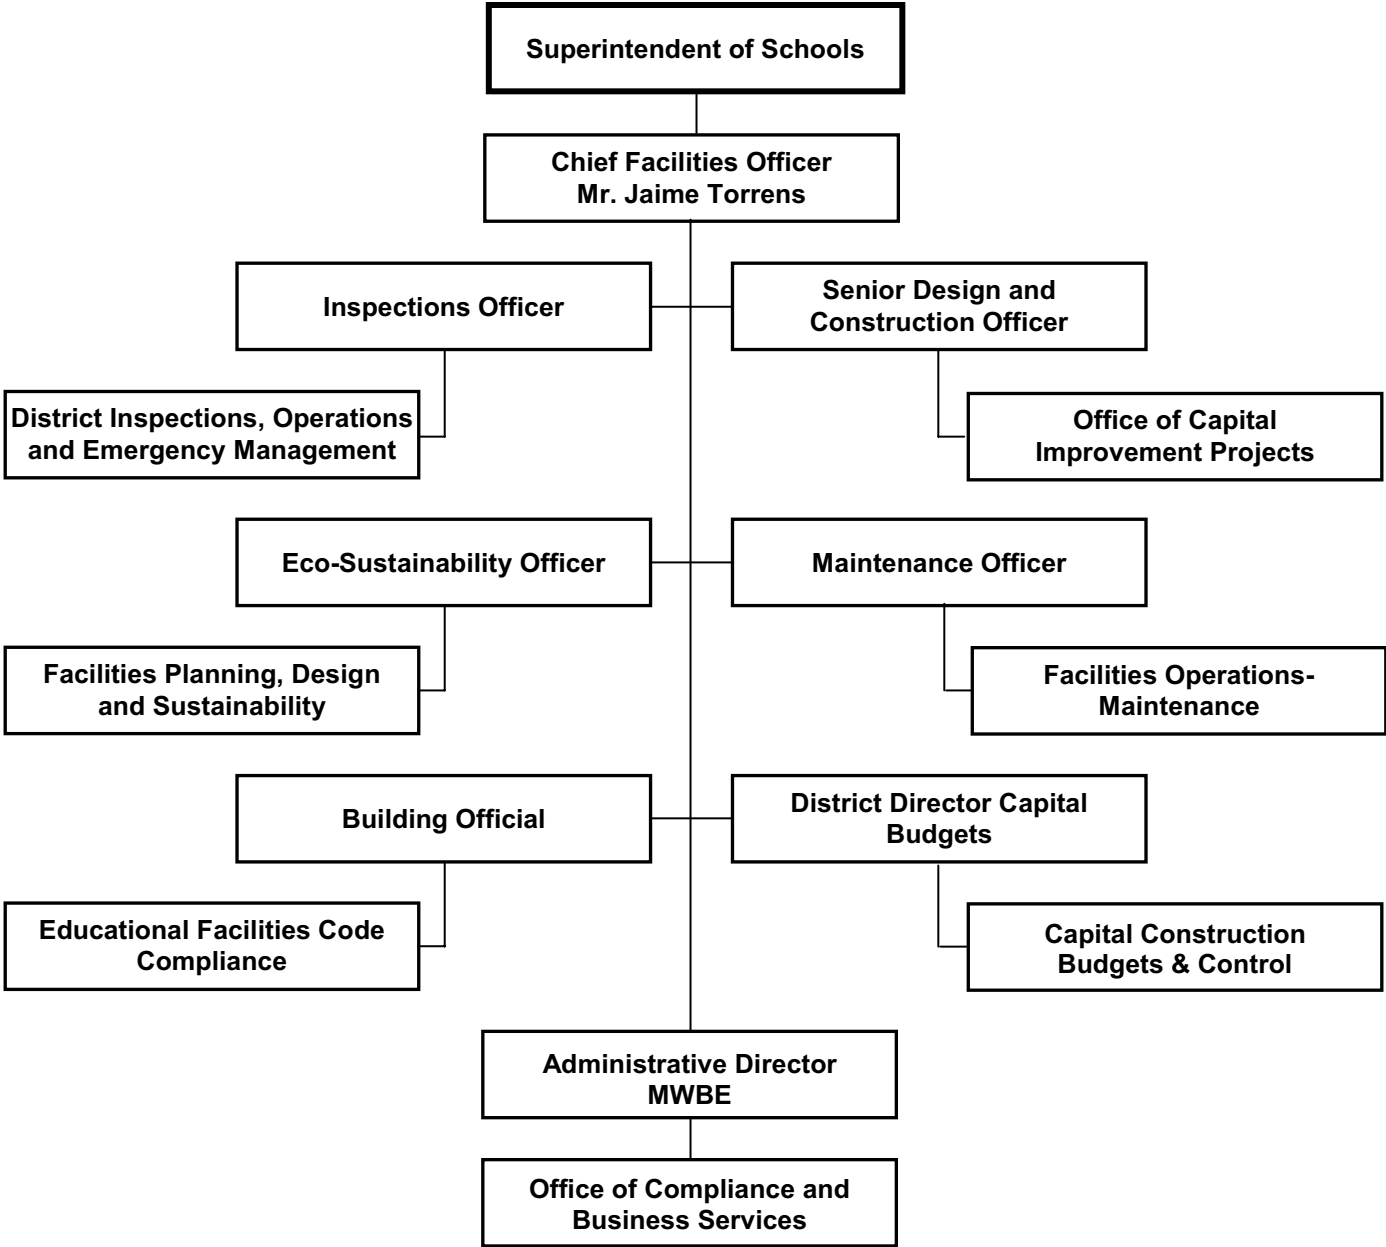 Superintendent of Schools
Chief Facilities Officer
Mr. Jaime Torrens
Inspections Officer
Senior Design and
Construction Officer
District Inspections, Operations
and Emergency Management
Office of Capital
Improvement Projects
Eco-Sustainability Officer
Maintenance Officer
Facilities Planning, Design
and Sustainability
Facilities Operations-
Maintenance
Building Official
District Director Capital
Budgets
Educational Facilities Code
Compliance
Capital Construction
Budgets & Control
Administrative Director
MWBE
Office of Compliance and
Business Services